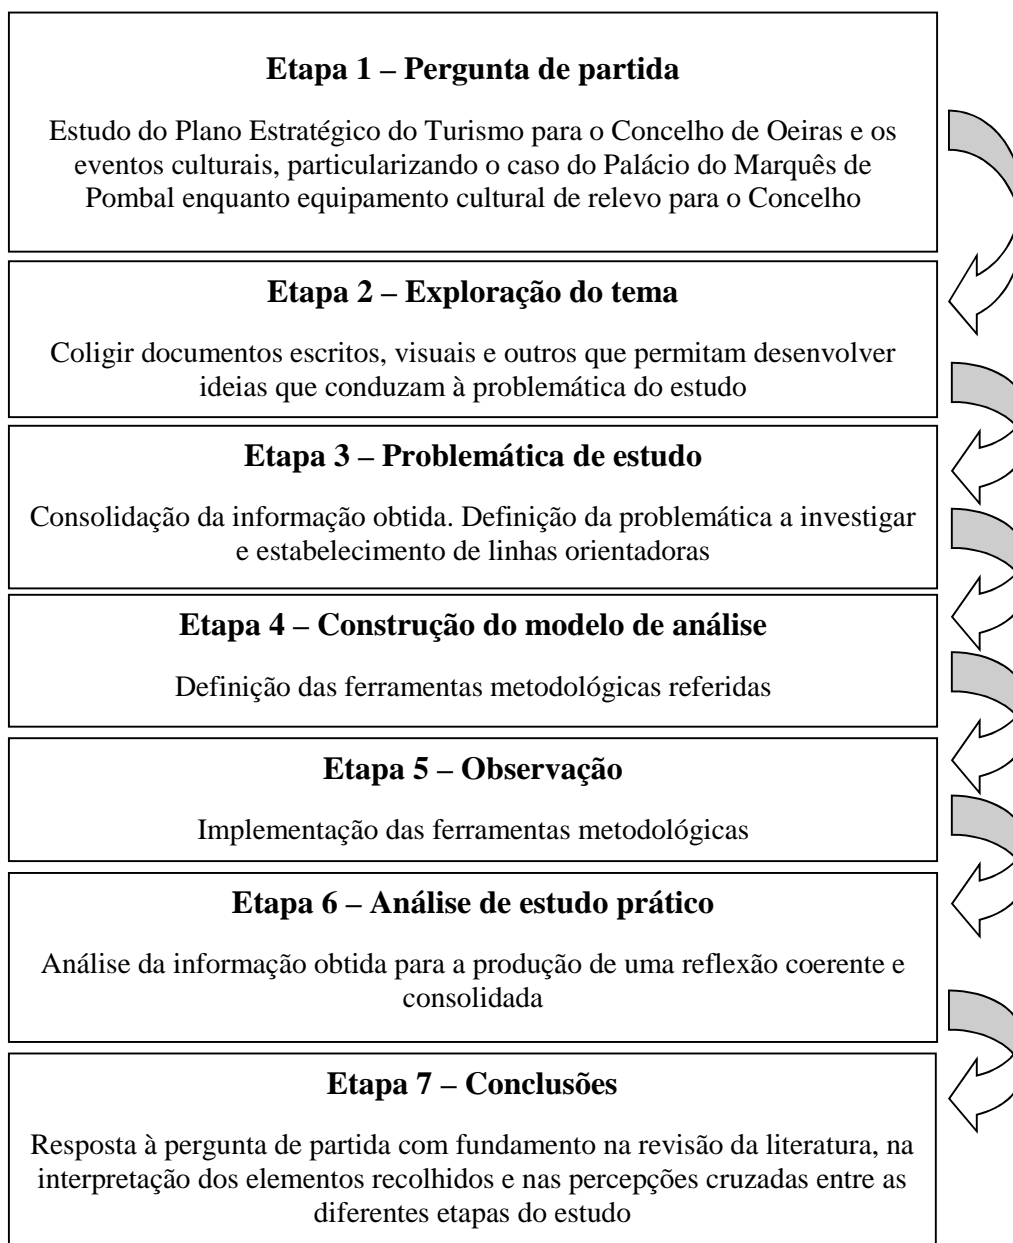 Etapa 1 – Pergunta de partida
Estudo do Plano Estratégico do Turismo para o Concelho de Oeiras e os
eventos culturais, particularizando o caso do Palácio do Marquês de
Pombal enquanto equipamento cultural de relevo para o Concelho
Etapa 2 – Exploração do tema
Coligir documentos escritos, visuais e outros que permitam desenvolver
ideias que conduzam à problemática do estudo
Etapa 3 – Problemática de estudo
Consolidação da informação obtida. Definição da problemática a investigar
e estabelecimento de linhas orientadoras
Etapa 4 – Construção do modelo de análise
Definição das ferramentas metodológicas referidas
Etapa 5 – Observação
Implementação das ferramentas metodológicas
Etapa 6 – Análise de estudo prático
Análise da informação obtida para a produção de uma reflexão coerente e
consolidada
Etapa 7 – Conclusões
Resposta à pergunta de partida com fundamento na revisão da literatura, na
interpretação dos elementos recolhidos e nas percepções cruzadas entre as
diferentes etapas do estudo